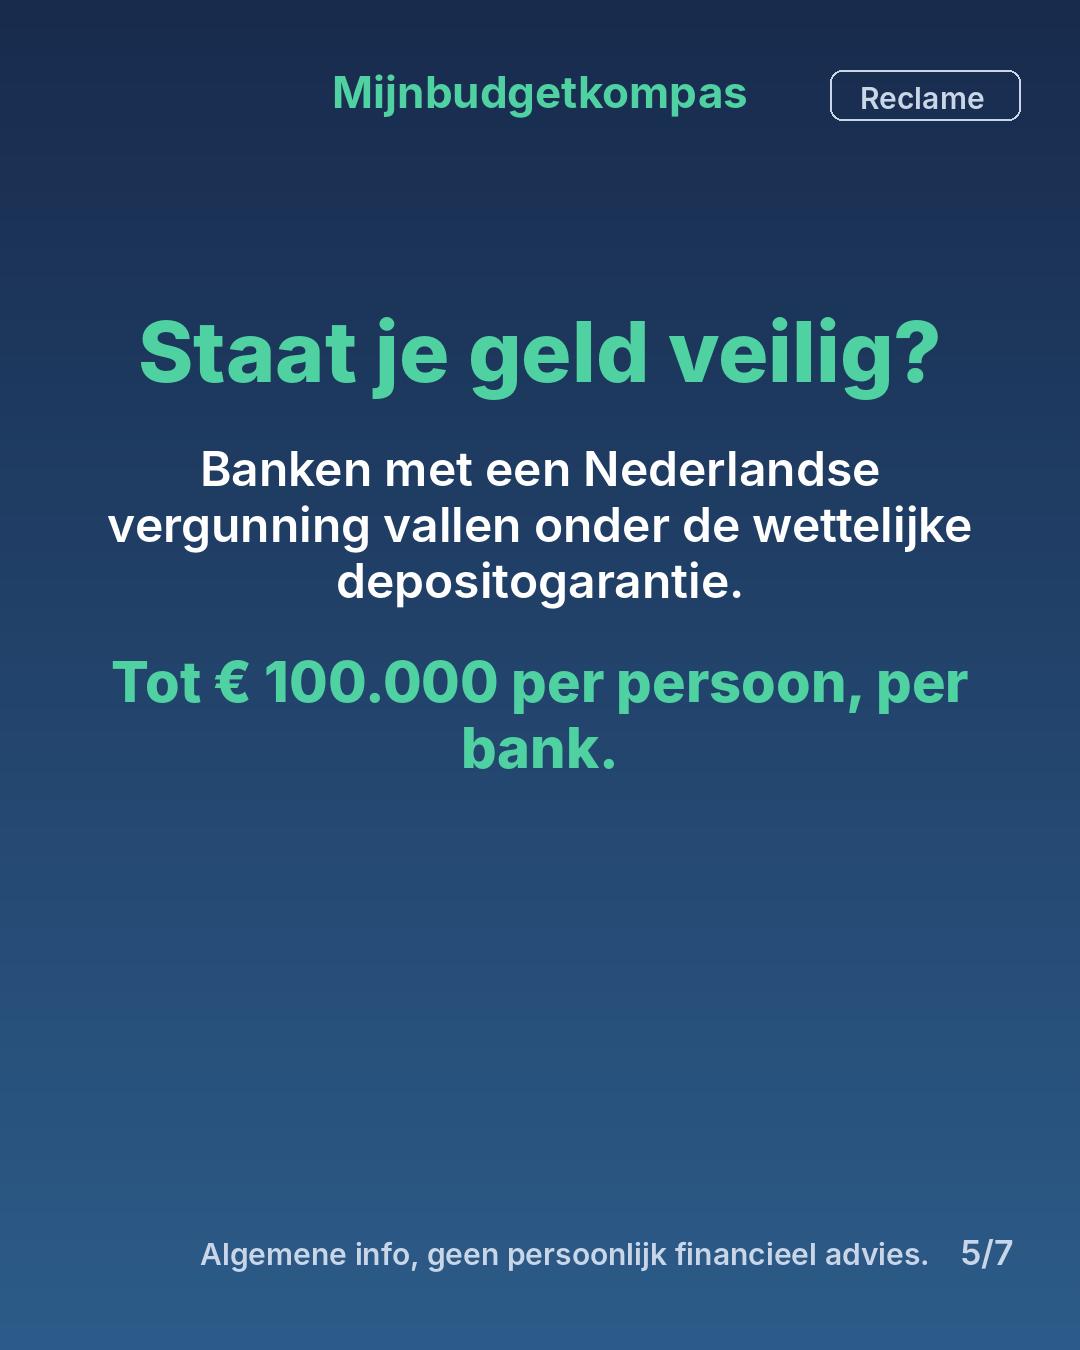 Mijnbudgetkompas
Reclame
Staat je geld veilig?
Banken met een Nederlandse
vergunning vallen onder de wettelijke
depositogarantie.
Tot € 100.000 per persoon, per
bank.
Algemene info, geen persoonlijk financieel advies.
5/7